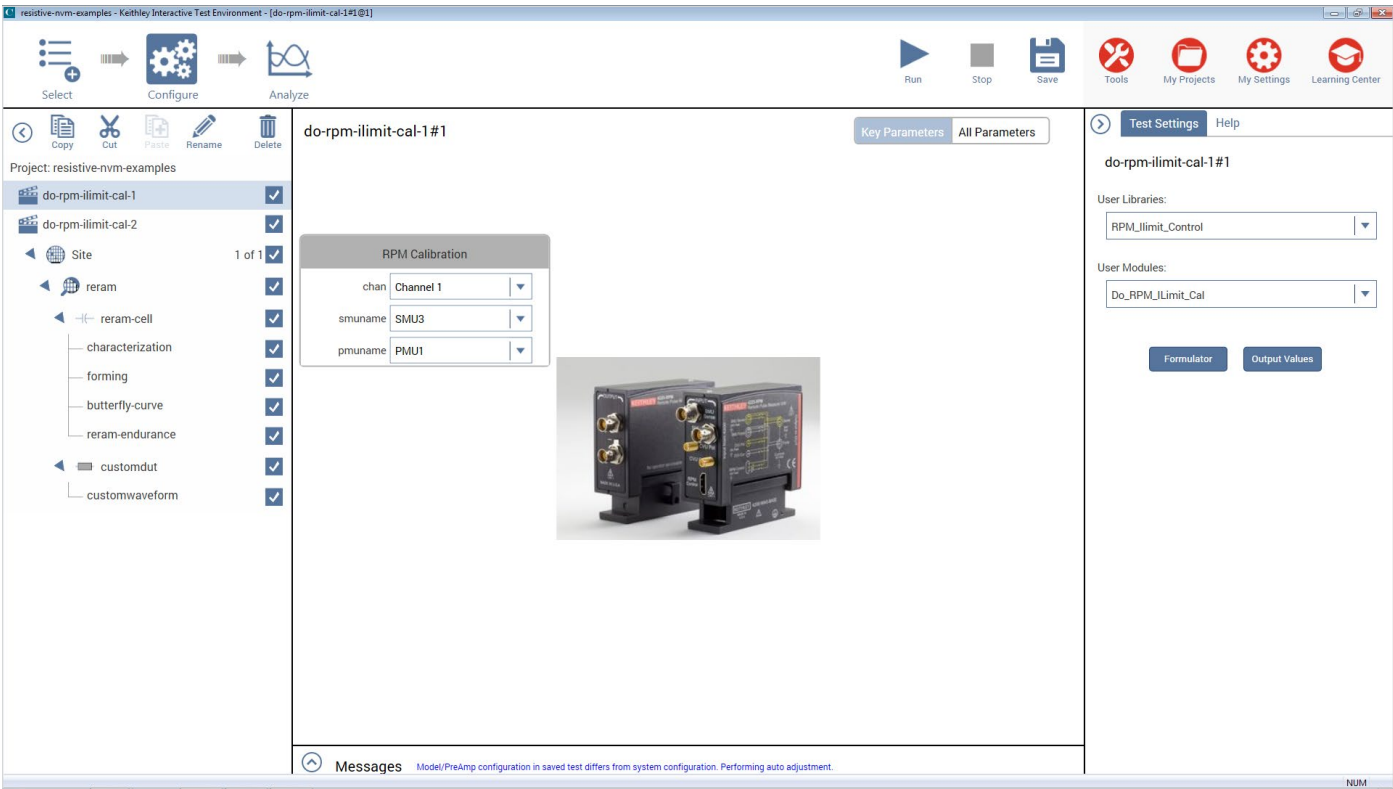 resistive-nvm-examples - Keithley Interactive Test Environment - [do-rpm-ilimit-cal-1#1@1]
Select
Configure
Analyze
Run
Stop
Save
Tools
My Projects
My Settings
Learning Center
Copy
Cut
Paste
Rename
Delete
Project: resistive-nvm-examples
do-rpm-ilimit-cal-1
do-rpm-ilimit-cal-2
Site 1 of 1
reram
reram-cell
characterization
forming
butterfly-curve
reram-endurance
customdut
customwaveform
do-rpm-ilimit-cal-1#1
Key Parameters All Parameters
RPM Calibration
chan Channel 1
smuname SMU3
pmuname PMU1
KEITHLEY
KEITHLEY
Messages Model/PreAmp configuration in saved test differs from system configuration. Performing auto adjustment.
Test Settings Help
do-rpm-ilimit-cal-1#1
User Libraries:
RPM_Ilimit_Control
User Modules:
Do_RPM_ILimit_Cal
Formulator Output Values
NUM